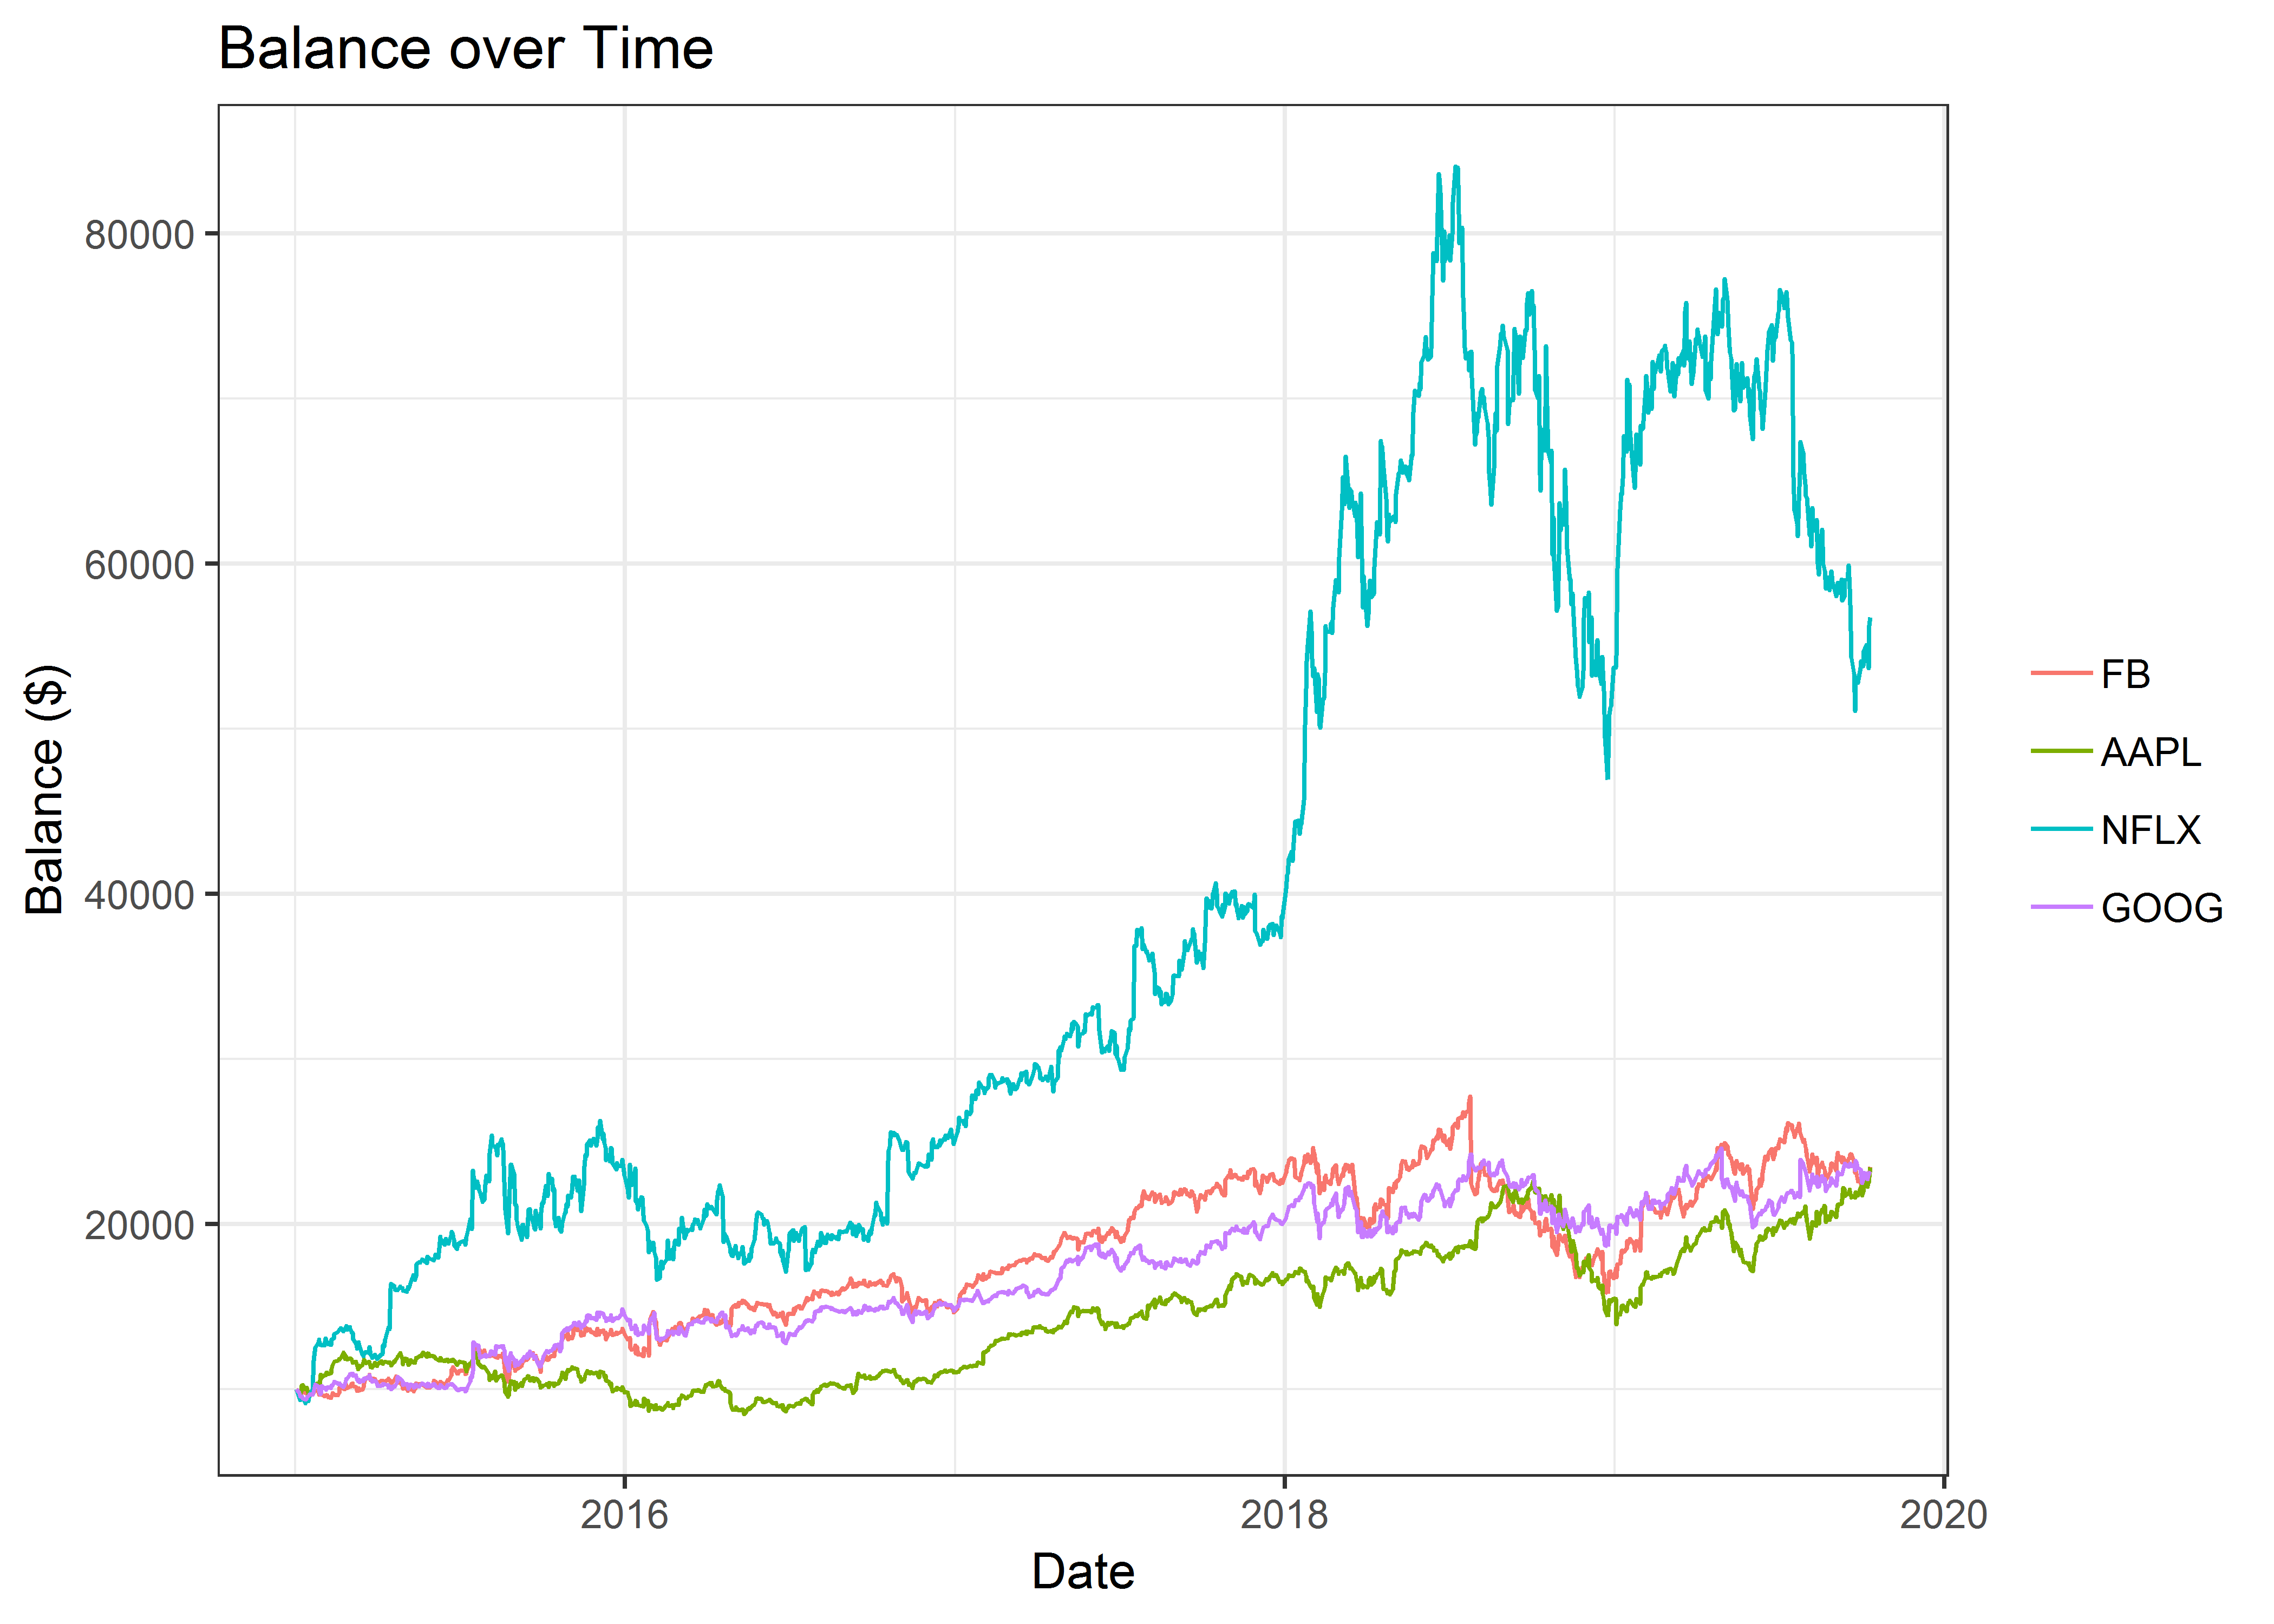 Balance over Time
Balance ($)
80000
60000
40000
20000
2016
2018
2020
Date
FB
AAPL
NFLX
GOOG